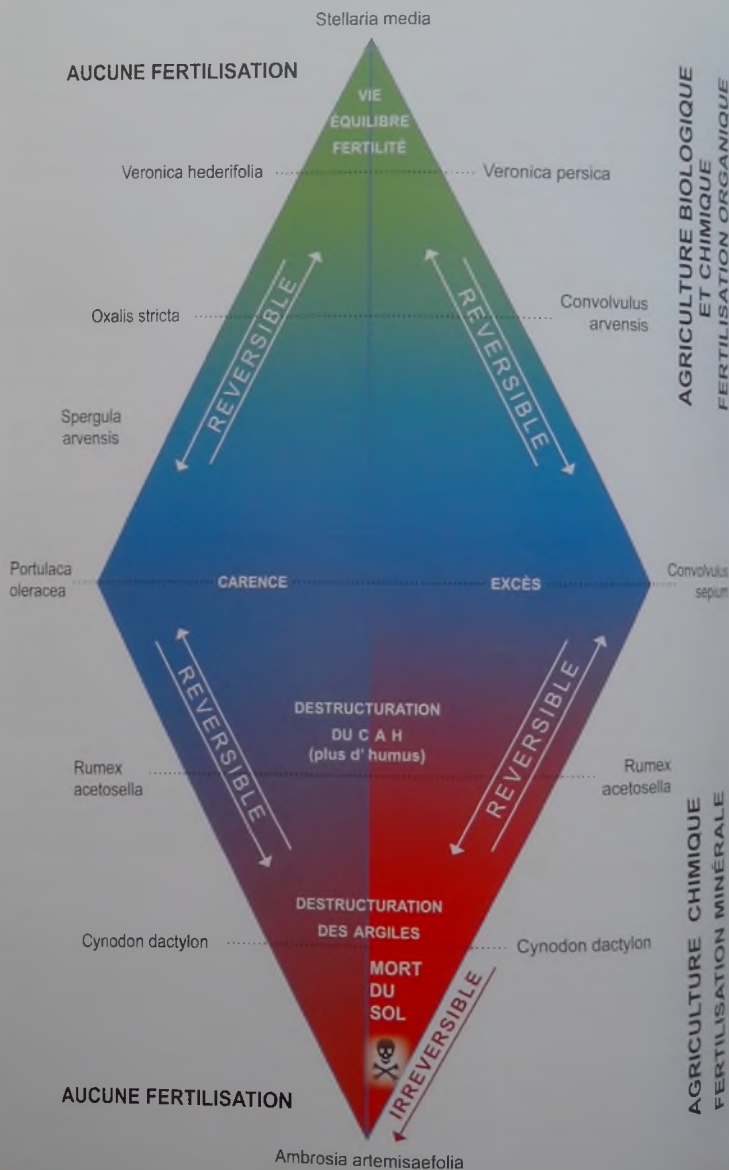 Stellaria media
AUCUNE FERTILISATION
VIE
ÉQUILIBRE
FERTILITÉ
Veronica hederifolia
Veronica persica
AGRICULTURE BIOLOGIQUE
ET CHIMIQUE
FERTILISATION ORGANIQUE
REVERSIBLE
REVERSIBLE
Oxalis stricta
Convolvulus
arvensis
Spergula
arvensis
Portulaca
oleracea
CARENCE
EXCÈS
Convolvulus
sepium
REVERSIBLE
REVERSIBLE
DESTRUCTURATION
DU C A H
(plus d' humus)
Rumex
acetosella
Rumex
acetosella
DESTRUCTURATION
DES ARGILES
Cynodon dactylon
Cynodon dactylon
MORT
DU
SOL
IRREVERSIBLE
AGRICULTURE CHIMIQUE
FERTILISATION MINÉRALE
AUCUNE FERTILISATION
Ambrosia artemisaefolia